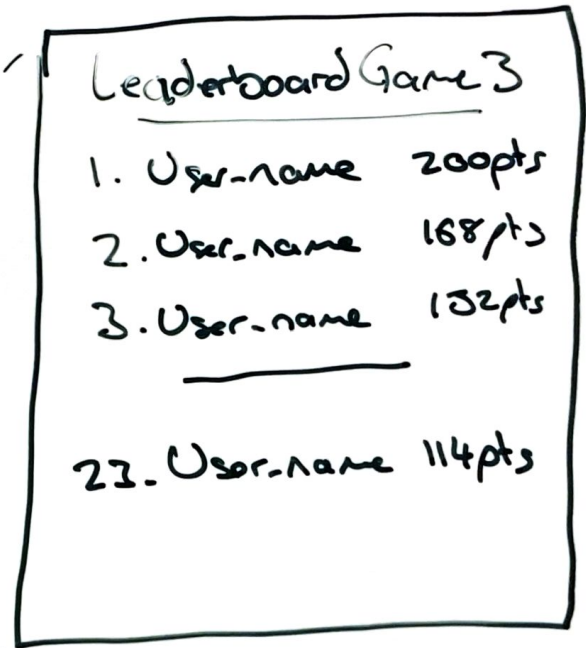 Leaderboard Game 3
1. User_name 200pts
2. User_name 168pts
3. User_name 132pts
23. User_name 114pts